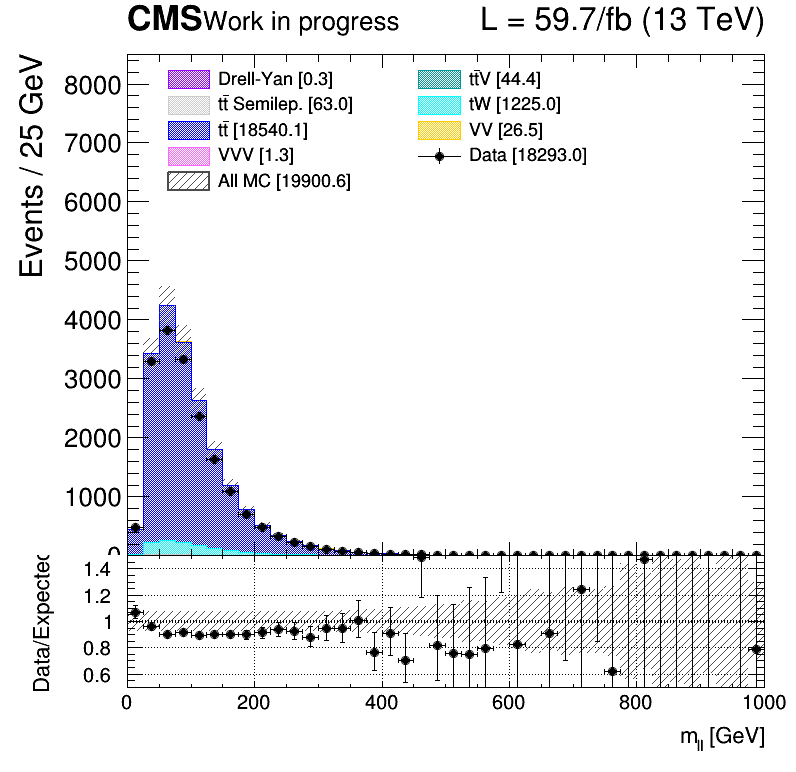 CMS Work in progress L = 59.7/fb (13 TeV)
Events / 25 GeV
8000
7000
6000
5000
4000
3000
2000
1000
0
Drell-Yan [0.3]
tt̄ Semilep. [63.0]
tt̄ [18540.1]
VVV [1.3]
All MC [19900.6]
tt̄V [44.4]
tW [1225.0]
VV [26.5]
Data [18293.0]
Data/Expected
1.4
1.2
1
0.8
0.6
0 200 400 600 800 1000
m_ll [GeV]